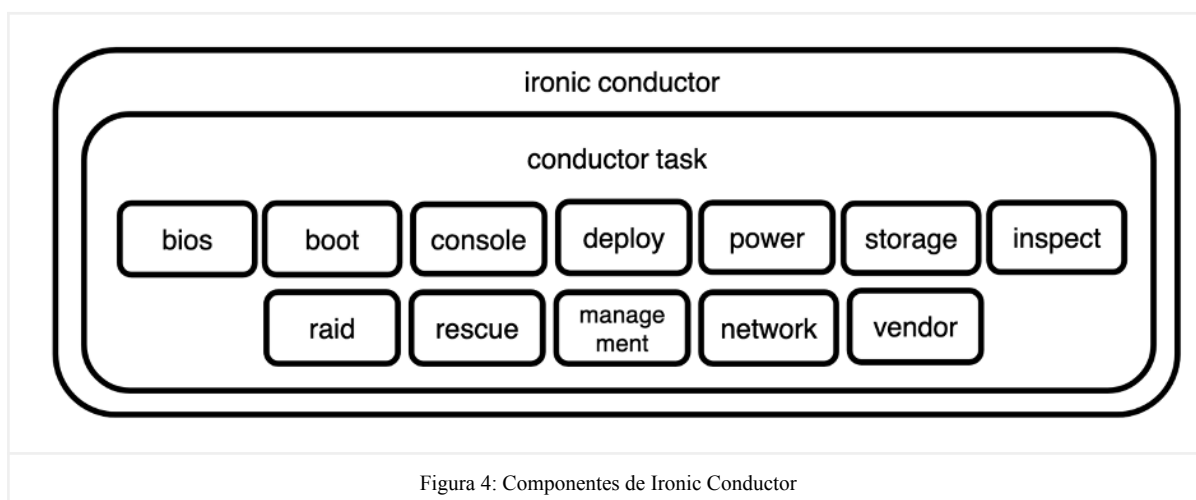 ironic conductor
conductor task
bios boot console deploy power storage inspect
raid rescue manage
ment network vendor
Figura 4: Componentes de Ironic Conductor